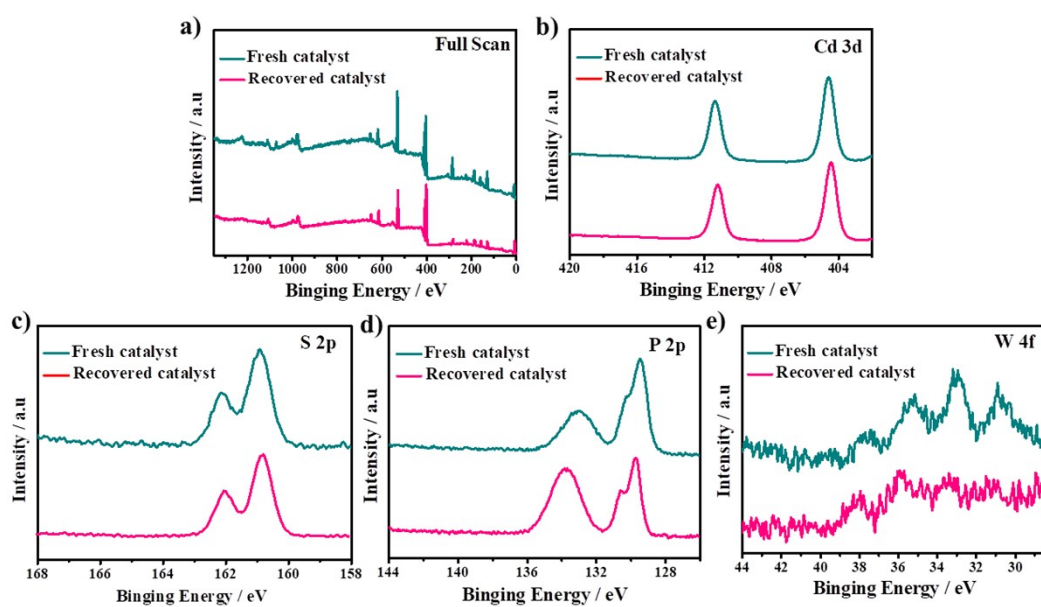 a)
Full Scan
Fresh catalyst
Recovered catalyst
Intensity / a.u
1200 1000 800 600 400 200 0
Binging Energy / eV
b)
Cd 3d
Fresh catalyst
Recovered catalyst
Intensity / a.u
420 416 412 408 404
Binging Energy / eV
c)
S 2p
Fresh catalyst
Recovered catalyst
Intensity / a.u
168 166 164 162 160 158
Binging Energy / eV
d)
P 2p
Fresh catalyst
Recovered catalyst
Intensity / a.u
144 140 136 132 128
Binging Energy / eV
e)
W 4f
Fresh catalyst
Recovered catalyst
Intensity / a.u
44 42 40 38 36 34 32 30
Binging Energy / eV